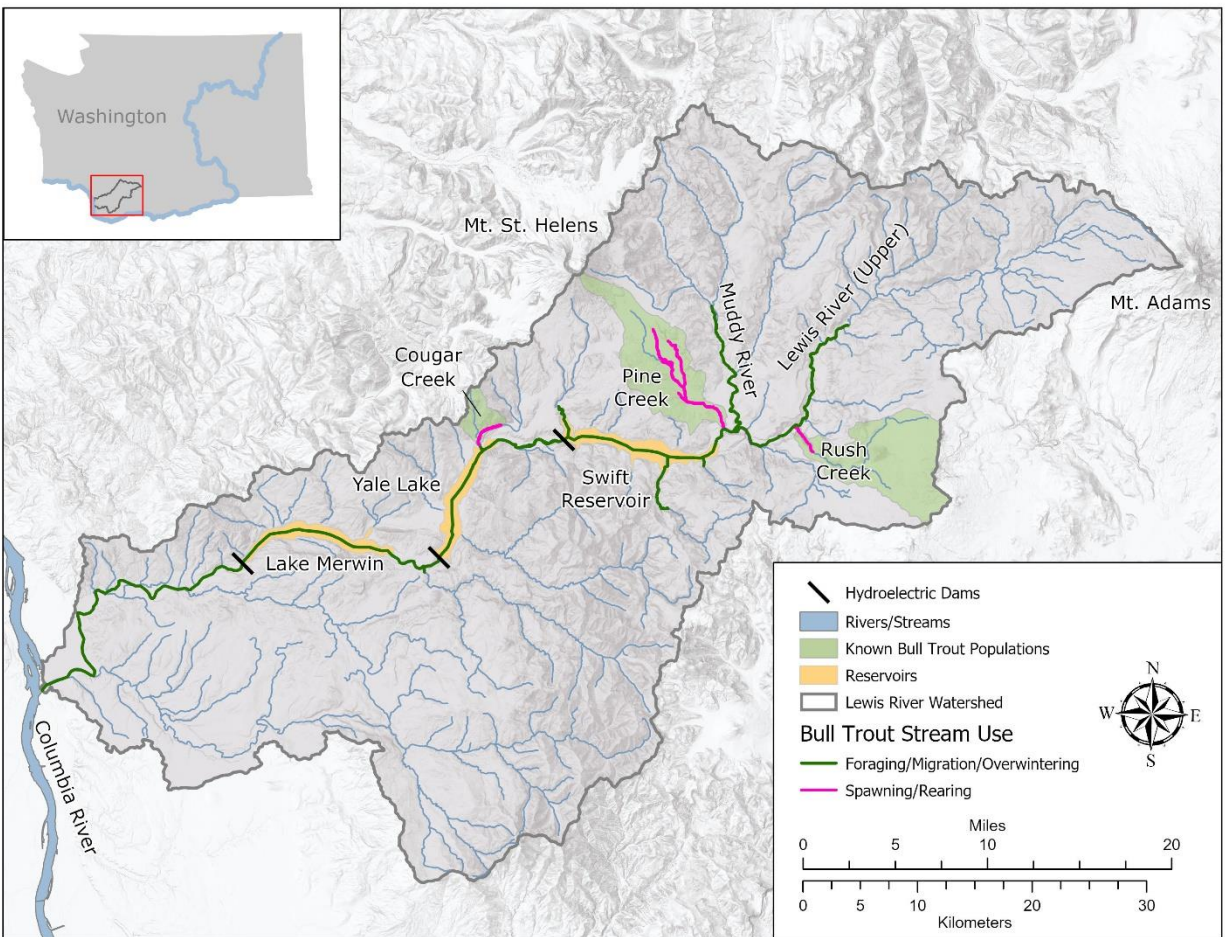 Washington
Mt. St. Helens
Mt. Adams
Lewis River (Upper)
Muddy River
Cougar
Creek
Pine
Creek
Rush
Creek
Yale Lake
Swift
Reservoir
Lake Merwin
Columbia River
Hydroelectric Dams
Rivers/Streams
Known Bull Trout Populations
Reservoirs
Lewis River Watershed
Bull Trout Stream Use
Foraging/Migration/Overwintering
Spawning/Rearing
N
W E
S
Miles
0 5 10 20
0 5 10 20 30
Kilometers